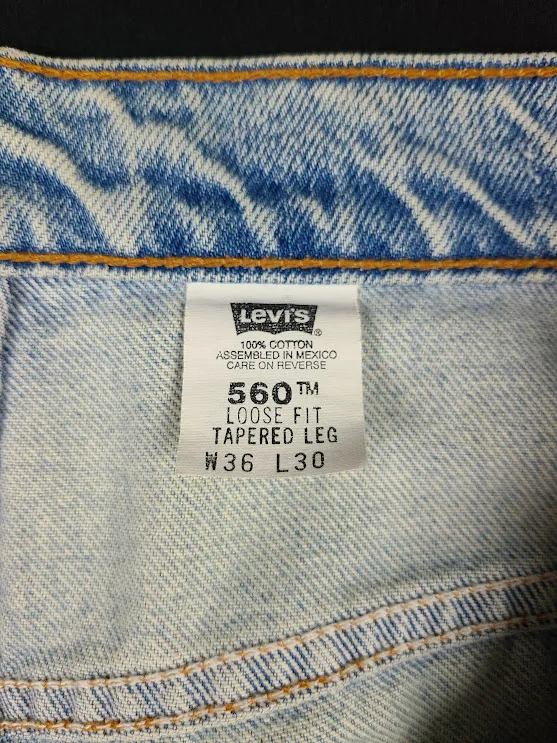 Levi's®
100% COTTON
ASSEMBLED IN MEXICO
CARE ON REVERSE
560™
LOOSE FIT
TAPERED LEG
W36 L30